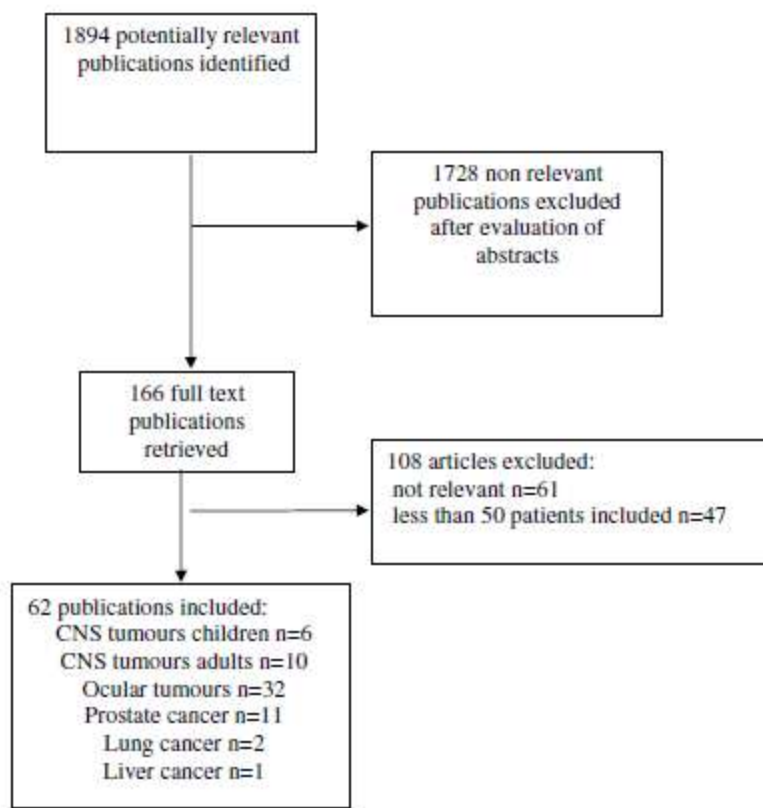 1894 potentially relevant
publications identified
1728 non relevant
publications excluded
after evaluation of
abstracts
166 full text
publications
retrieved
108 articles excluded:
not relevant n=61
less than 50 patients included n=47
62 publications included:
CNS tumours children n=6
CNS tumours adults n=10
Ocular tumours n=32
Prostate cancer n=11
Lung cancer n=2
Liver cancer n=1